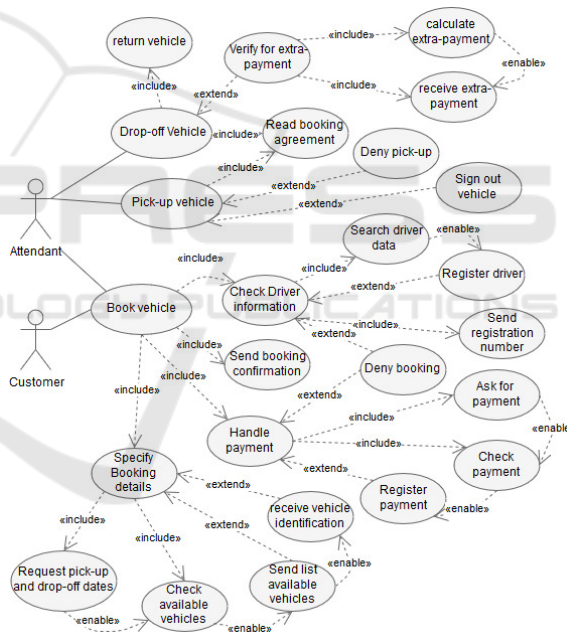 calculate
extra-payment
return vehicle
Verify for extra-
payment
«include»
«enable»
«include»
«include»
receive extra-
payment
«extend»
Drop-off Vehicle
«include»
Read booking
agreement
Deny pick-up
«include»
Pick-up vehicle
«extend»
«extend»
Sign out
vehicle
Attendant
Search driver
data
«enable»
«include»
«include»
Register driver
Check Driver
information
«extend»
Book vehicle
«include»
Send
registration
number
Customer
«include»
Send booking
confirmation
«extend»
Deny booking
«include»
«include»
«extend»
Ask for
payment
«include»
Handle
payment
«enable
«include»
Check
payment
Specify
Booking
details
«extend»
Register
payment
«extend»
«enable»
receive vehicle
identification
«include»
«extend»
«include»
Request pick-up
and drop-off dates
Check
available
vehicles
Send list
available
vehicles
«enable»
«enable»
«enable»
PRESS
OLOGY PUBLICATIONS